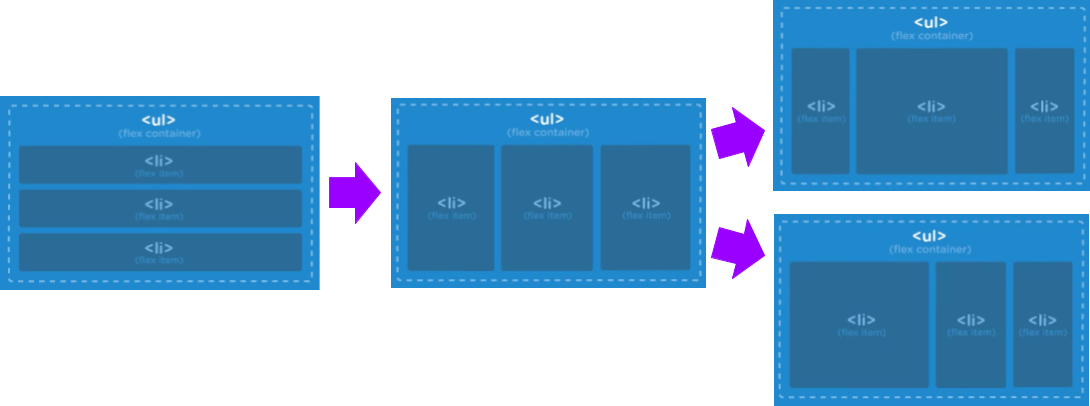 <ul>
(flex container)
<li>
(flex item)
<li>
(flex item)
<li>
(flex item)
<ul>
(flex container)
<li> <li> <li>
(flex item) (flex item) (flex item)
<ul>
(flex container)
<li> <li> <li>
(flex item) (flex item) (flex item)
<ul>
(flex container)
<li> <li> <li>
(flex item) (flex item) (flex item)